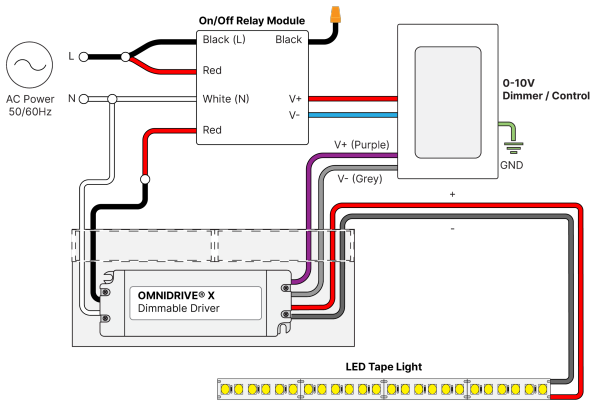 On/Off Relay Module
Black (L)
Black
L
Red
AC Power
50/60Hz
N
White (N)
V+
V-
Red
0-10V
Dimmer / Control
GND
V+ (Purple)
V- (Grey)
+
-
OMNIDRIVE® X
Dimmable Driver
LED Tape Light